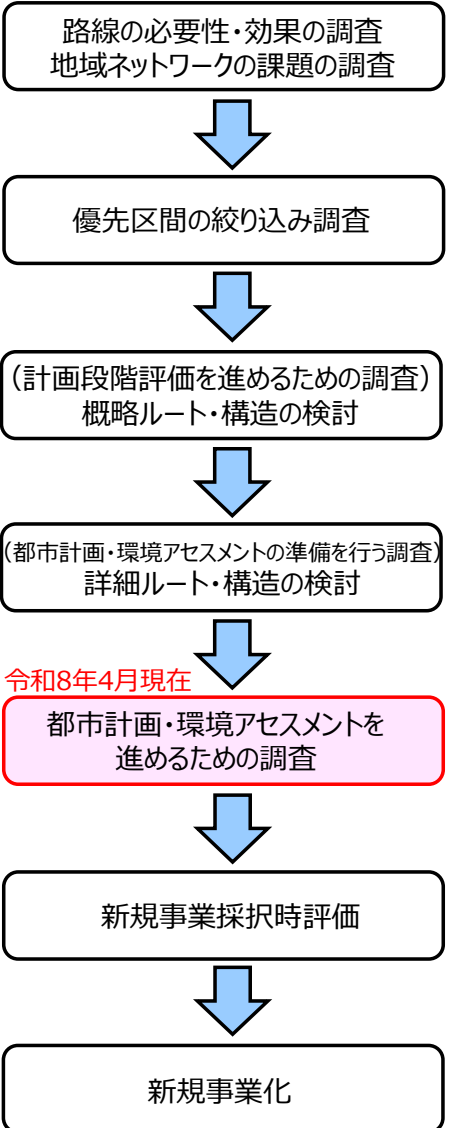 路線の必要性・効果の調査
地域ネットワークの課題の調査
優先区間の絞り込み調査
（計画段階評価を進めるための調査）
概略ルート・構造の検討
（都市計画・環境アセスメントの準備を行う調査）
詳細ルート・構造の検討
令和8年4月現在
都市計画・環境アセスメントを
進めるための調査
新規事業採択時評価
新規事業化